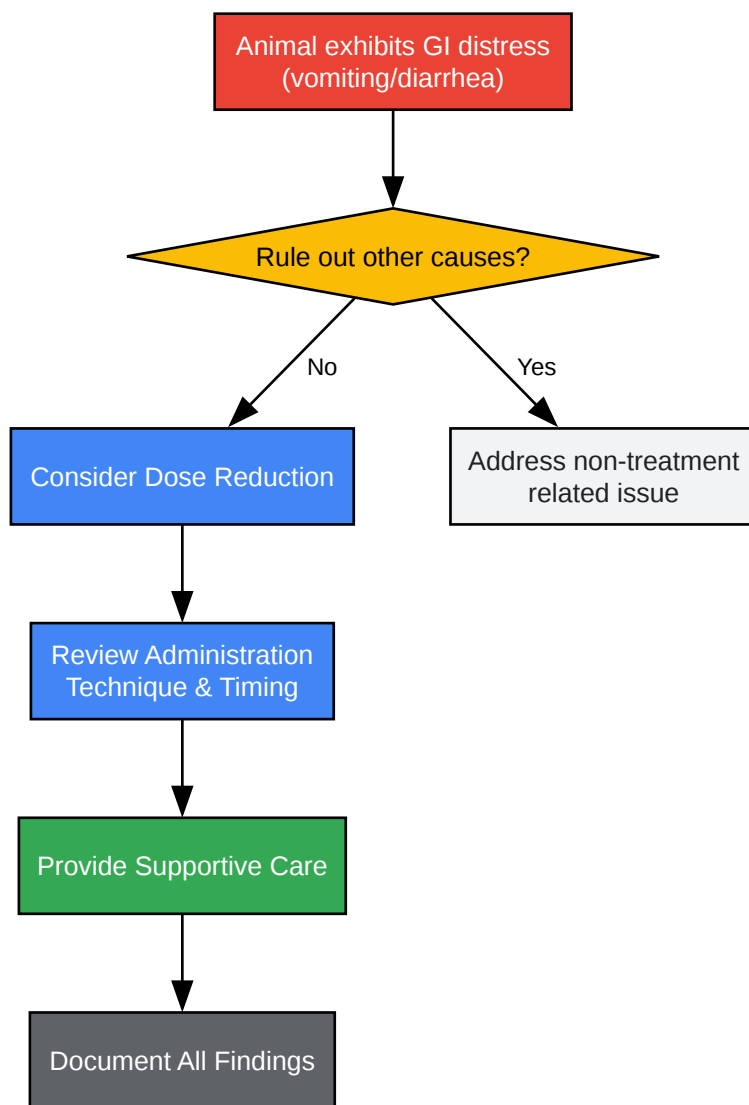 Animal exhibits GI distress
(vomiting/diarrhea)
Rule out other causes?
No
Yes
Consider Dose Reduction
Address non-treatment
related issue
Review Administration
Technique & Timing
Provide Supportive Care
Document All Findings